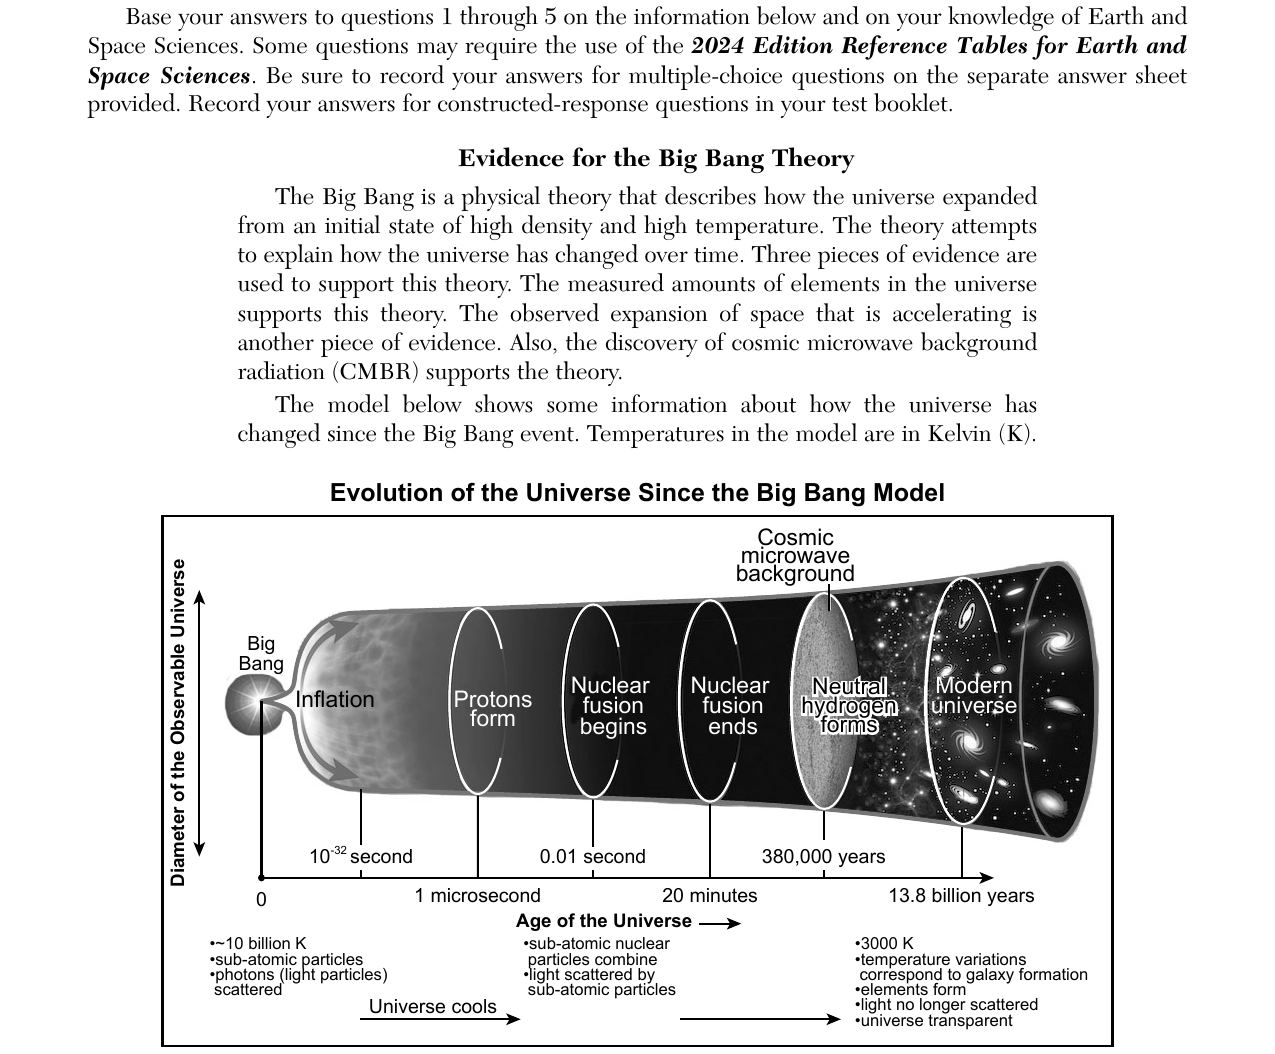 Base your answers to questions 1 through 5 on the information below and on your knowledge of Earth and
Space Sciences. Some questions may require the use of the 2024 Edition Reference Tables for Earth and
Space Sciences. Be sure to record your answers for multiple-choice questions on the separate answer sheet
provided. Record your answers for constructed-response questions in your test booklet.
Evidence for the Big Bang Theory
The Big Bang is a physical theory that describes how the universe expanded
from an initial state of high density and high temperature. The theory attempts
to explain how the universe has changed over time. Three pieces of evidence are
used to support this theory. The measured amounts of elements in the universe
supports this theory. The observed expansion of space that is accelerating is
another piece of evidence. Also, the discovery of cosmic microwave background
radiation (CMBR) supports the theory.
The model below shows some information about how the universe has
changed since the Big Bang event. Temperatures in the model are in Kelvin (K).
Evolution of the Universe Since the Big Bang Model
Diameter of the Observable Universe
Cosmic
microwave
background
Big
Bang
Inflation
Protons
form
Nuclear
fusion
begins
Nuclear
fusion
ends
Neutral
hydrogen
forms
Modern
universe
10⁻³² second
0.01 second
380,000 years
0
1 microsecond
20 minutes
13.8 billion years
Age of the Universe
•~10 billion K
•sub-atomic particles
•photons (light particles)
scattered
•sub-atomic nuclear
particles combine
•light scattered by
sub-atomic particles
•3000 K
•temperature variations
correspond to galaxy formation
•elements form
•light no longer scattered
•universe transparent
Universe cools